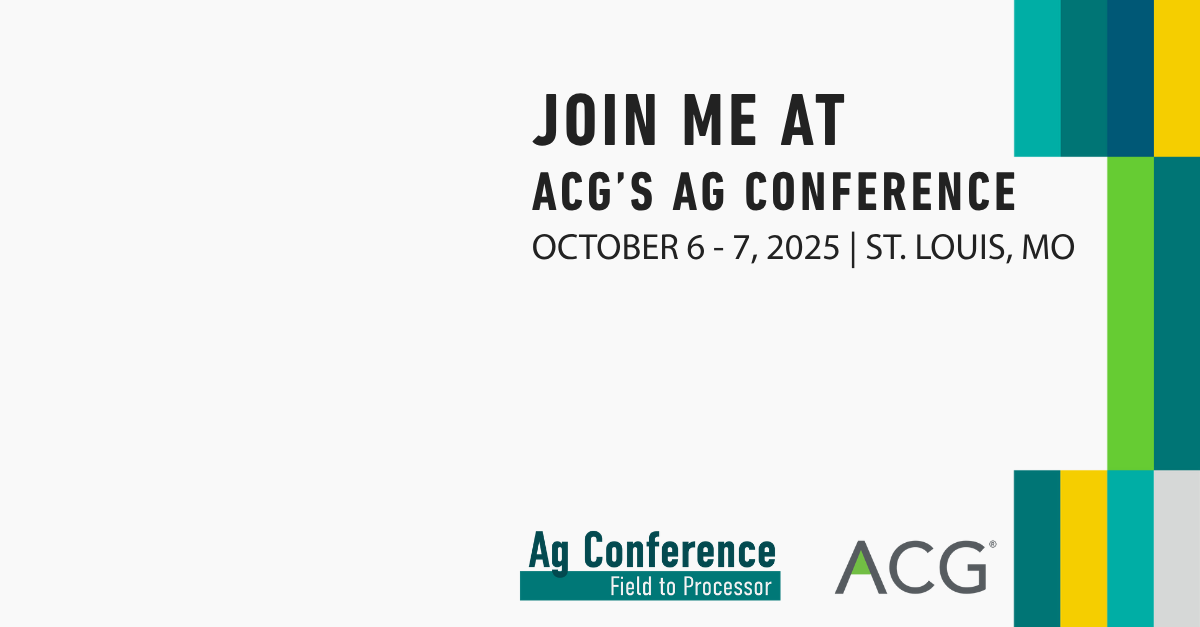 JOIN ME AT
ACG’S AG CONFERENCE
OCTOBER 6 - 7, 2025 | ST. LOUIS, MO
Ag Conference
Field to Processor
ACG®